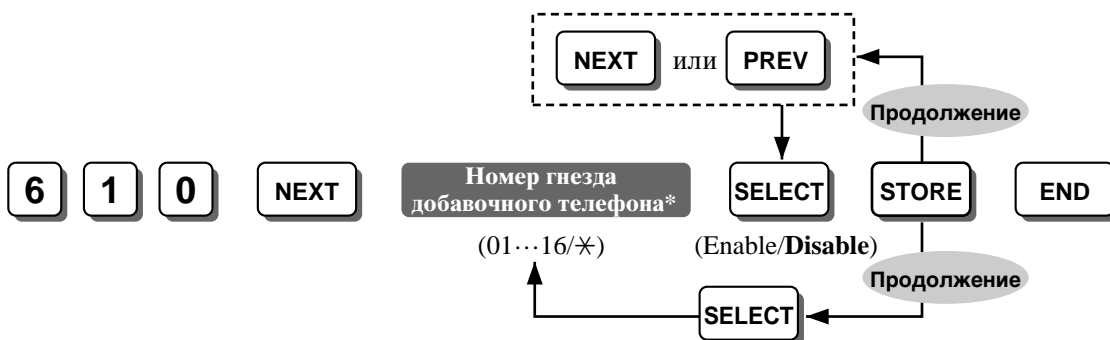 NEXT или PREV
Продолжение
6 1 0 NEXT Номер гнезда добавочного телефона* SELECT STORE END
(01···16/✳) (Enable/Disable)
Продолжение
SELECT